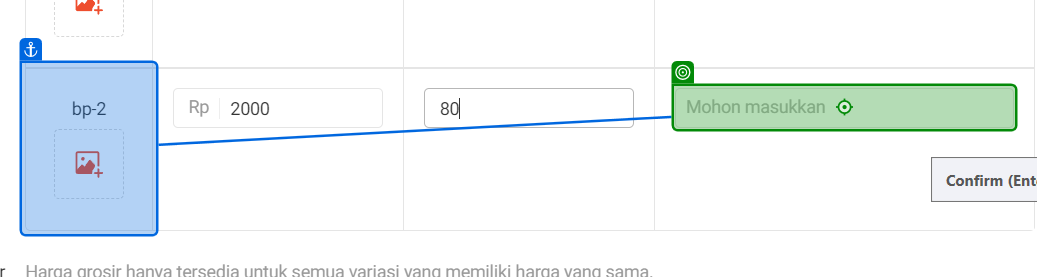 bp-2
Rp 2000
80
Mohon masukkan
Confirm
r Harga grosir hanya tersedia untuk semua variasi yang memiliki harga yang sama.